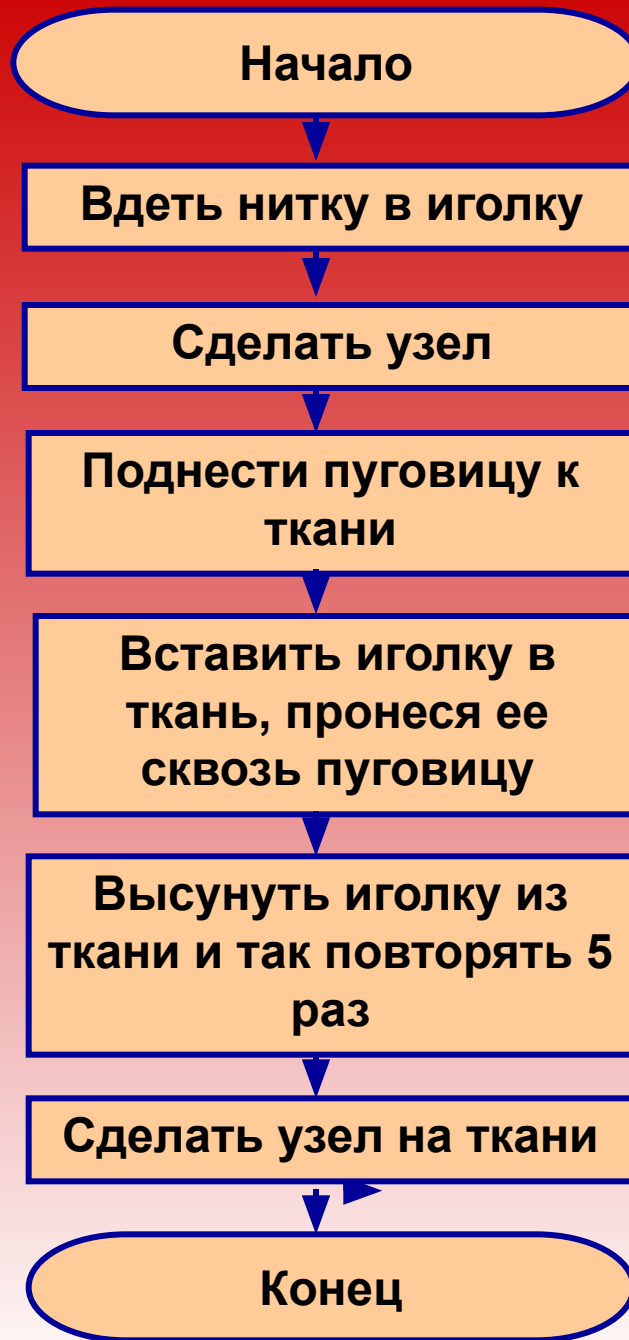 Начало
Вдеть нитку в иголку
Сделать узел
Поднести пуговицу к
ткани
Вставить иголку в
ткань, пронеся ее
сквозь пуговицу
Высунуть иголку из
ткани и так повторять 5
раз
Сделать узел на ткани
Конец